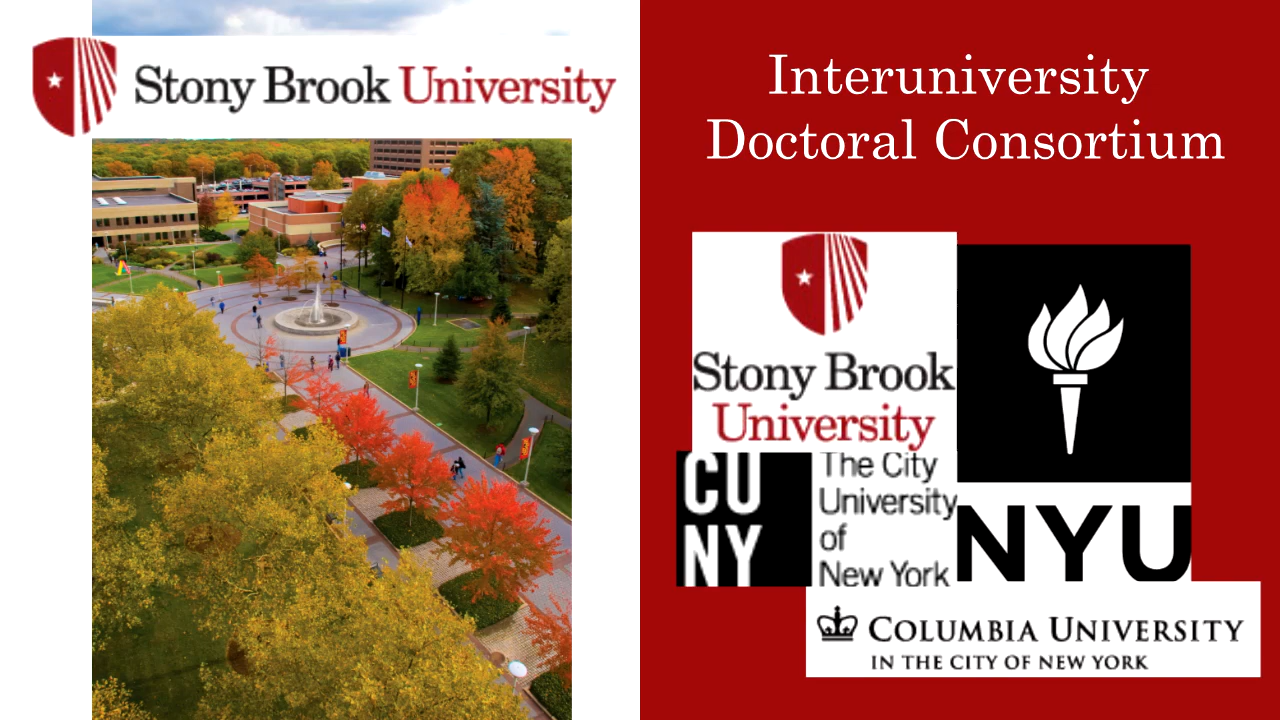 Stony Brook University
Interuniversity
Doctoral Consortium
Stony Brook
University
CU
NY
The City
University
of
New York
NYU
COLUMBIA UNIVERSITY
IN THE CITY OF NEW YORK